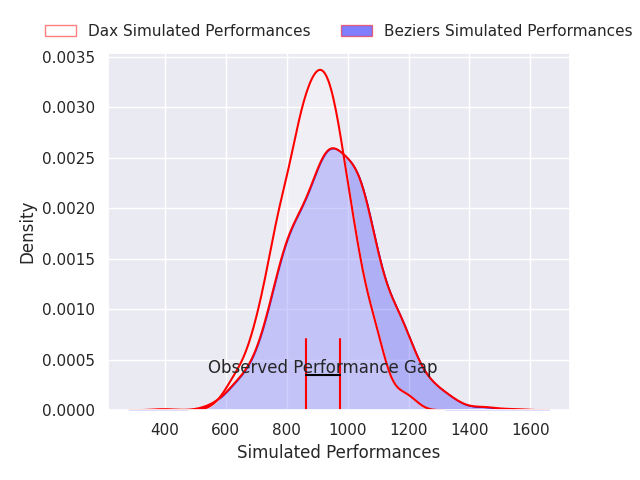 Dax Simulated Performances
Beziers Simulated Performances
0.0035
0.0030
0.0025
0.0020
0.0015
0.0010
0.0005
0.0000
Density
Observed Performance Gap
400 600 800 1000 1200 1400 1600
Simulated Performances